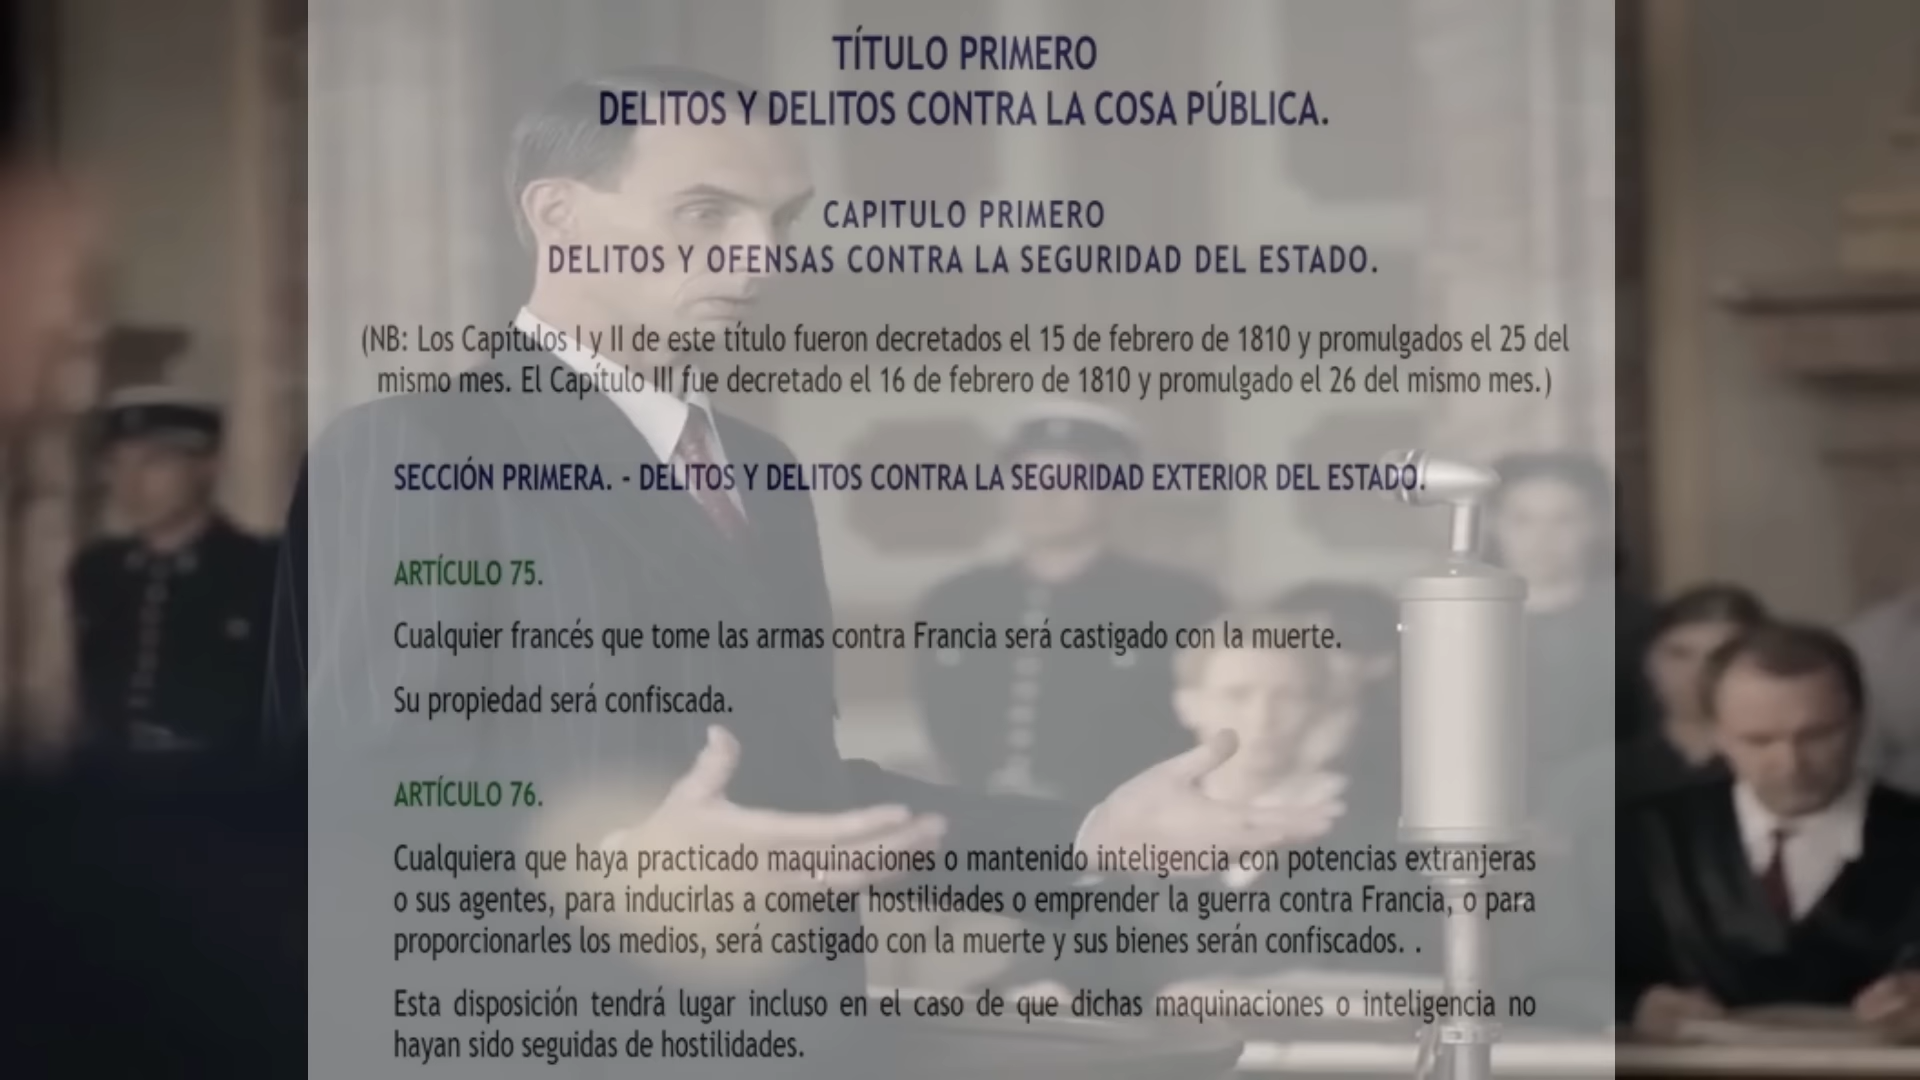 TÍTULO PRIMERO
DELITOS Y DELITOS CONTRA LA COSA PÚBLICA.
CAPITULO PRIMERO
DELITOS Y OFENSAS CONTRA LA SEGURIDAD DEL ESTADO.
(NB: Los Capítulos I y II de este título fueron decretados el 15 de febrero de 1810 y promulgados el 25 del
mismo mes. El Capítulo III fue decretado el 16 de febrero de 1810 y promulgado el 26 del mismo mes.)
SECCIÓN PRIMERA. - DELITOS Y DELITOS CONTRA LA SEGURIDAD EXTERIOR DEL ESTADO.
ARTÍCULO 75.
Cualquier francés que tome las armas contra Francia será castigado con la muerte.
Su propiedad será confiscada.
ARTÍCULO 76.
Cualquiera que haya practicado maquinaciones o mantenido inteligencia con potencias extranjeras
o sus agentes, para inducirlas a cometer hostilidades o emprender la guerra contra Francia, o para
proporcionarles los medios, será castigado con la muerte y sus bienes serán confiscados. .
Esta disposición tendrá lugar incluso en el caso de que dichas maquinaciones o inteligencia no
hayan sido seguidas de hostilidades.